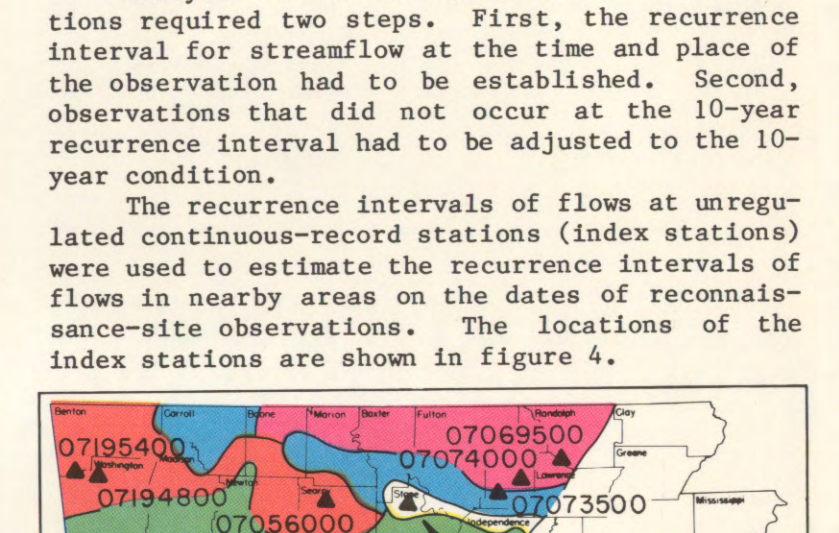 tions required two steps. First, the recurrence
interval for streamflow at the time and place of
the observation had to be established. Second,
observations that did not occur at the 10-year
recurrence interval had to be adjusted to the 10-
year condition.
The recurrence intervals of flows at unregu-
lated continuous-record stations (index stations)
were used to estimate the recurrence intervals of
flows in nearby areas on the dates of reconnais-
sance-site observations. The locations of the
index stations are shown in figure 4.
Benton Carroll Boone Marion Baxter Fulton Randolph Clay
07069500
07195400 Madison 07074000 Greene
Washington Lawrence
Newton Searcy Stone
07194800 07073500 Mississippi
07056000 Independence